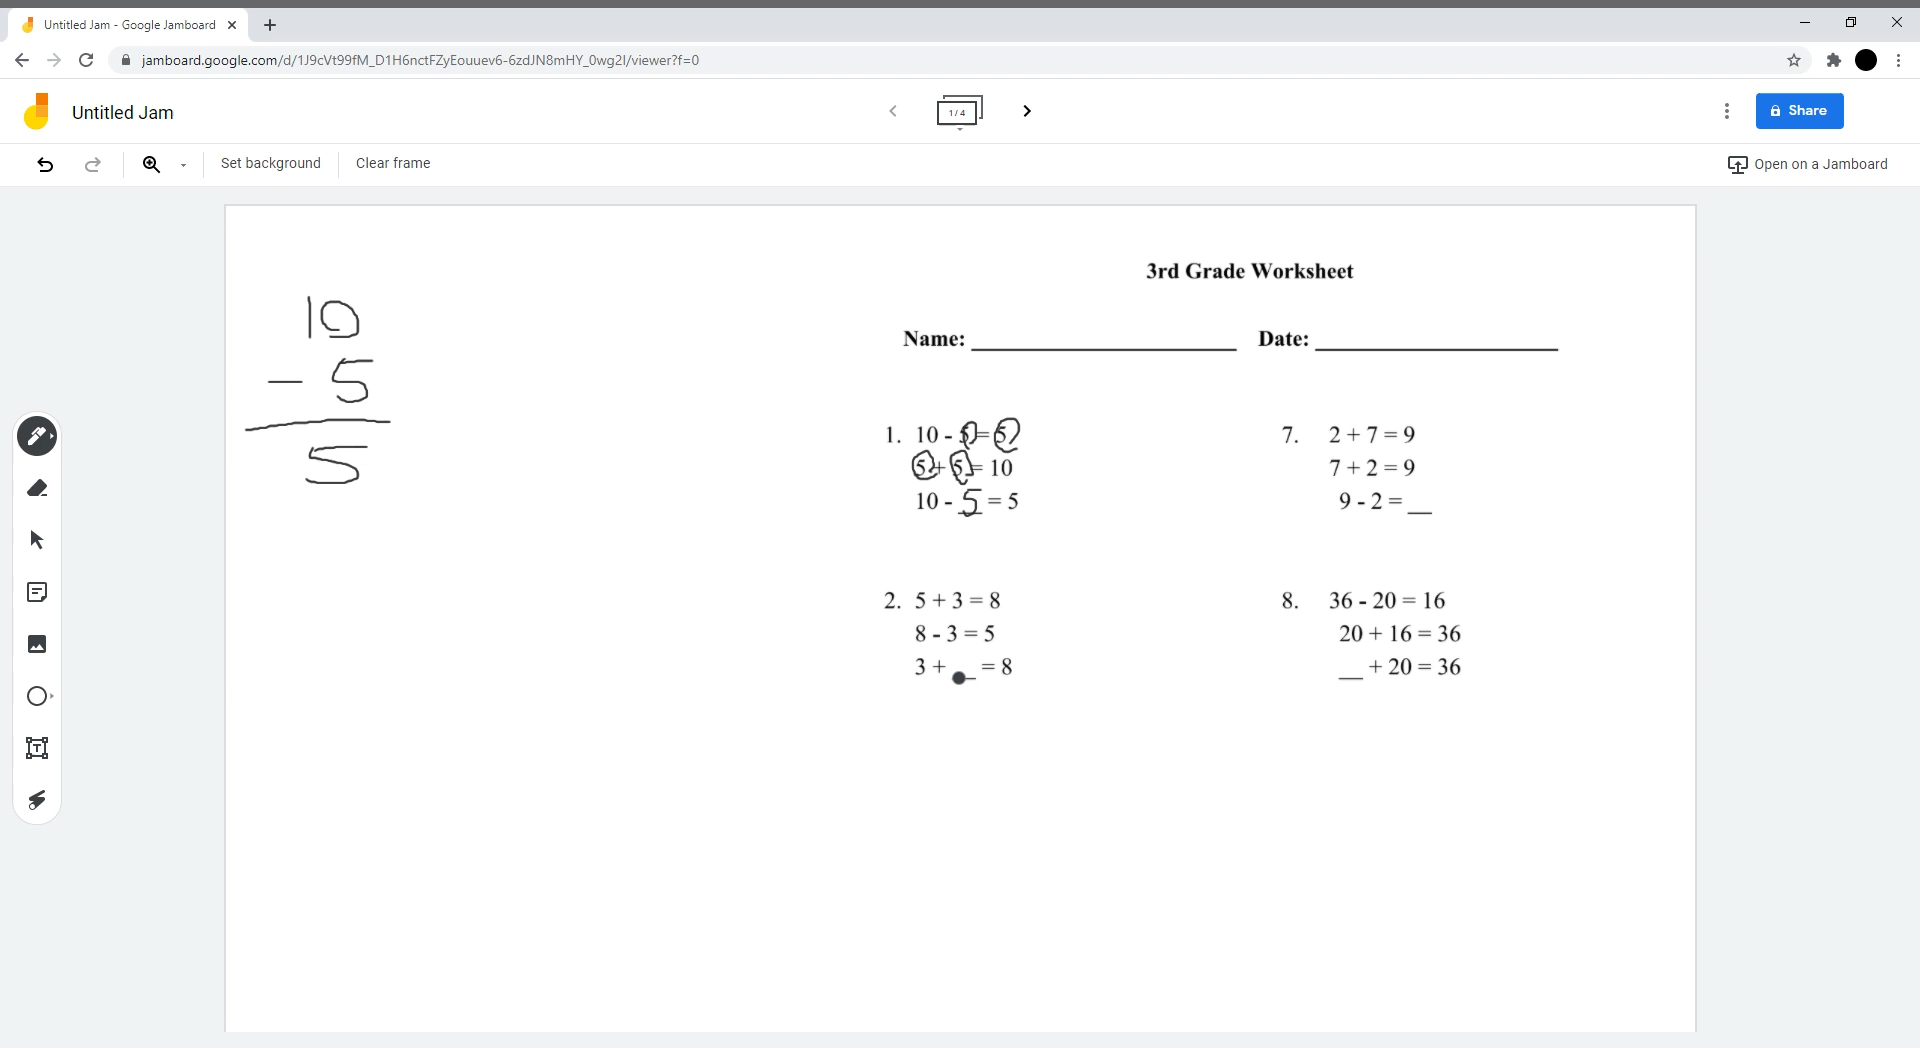 Untitled Jam - Google Jamboard
jamboard.google.com/d/1J9cVt99fM_D1H6nctFZyEouuev6-6zdJN8mHY_0wg2I/viewer?f=0
Untitled Jam
1 / 4
Share
Set background
Clear frame
Open on a Jamboard
10
- 5
5
3rd Grade Worksheet
Name: ____ Date: ____
1. 10 - 5 = 5
5 + 5 = 10
10 - 5 = 5
2. 5 + 3 = 8
8 - 3 = 5
3 + __ = 8
7. 2 + 7 = 9
7 + 2 = 9
9 - 2 = __
8. 36 - 20 = 16
20 + 16 = 36
__ + 20 = 36